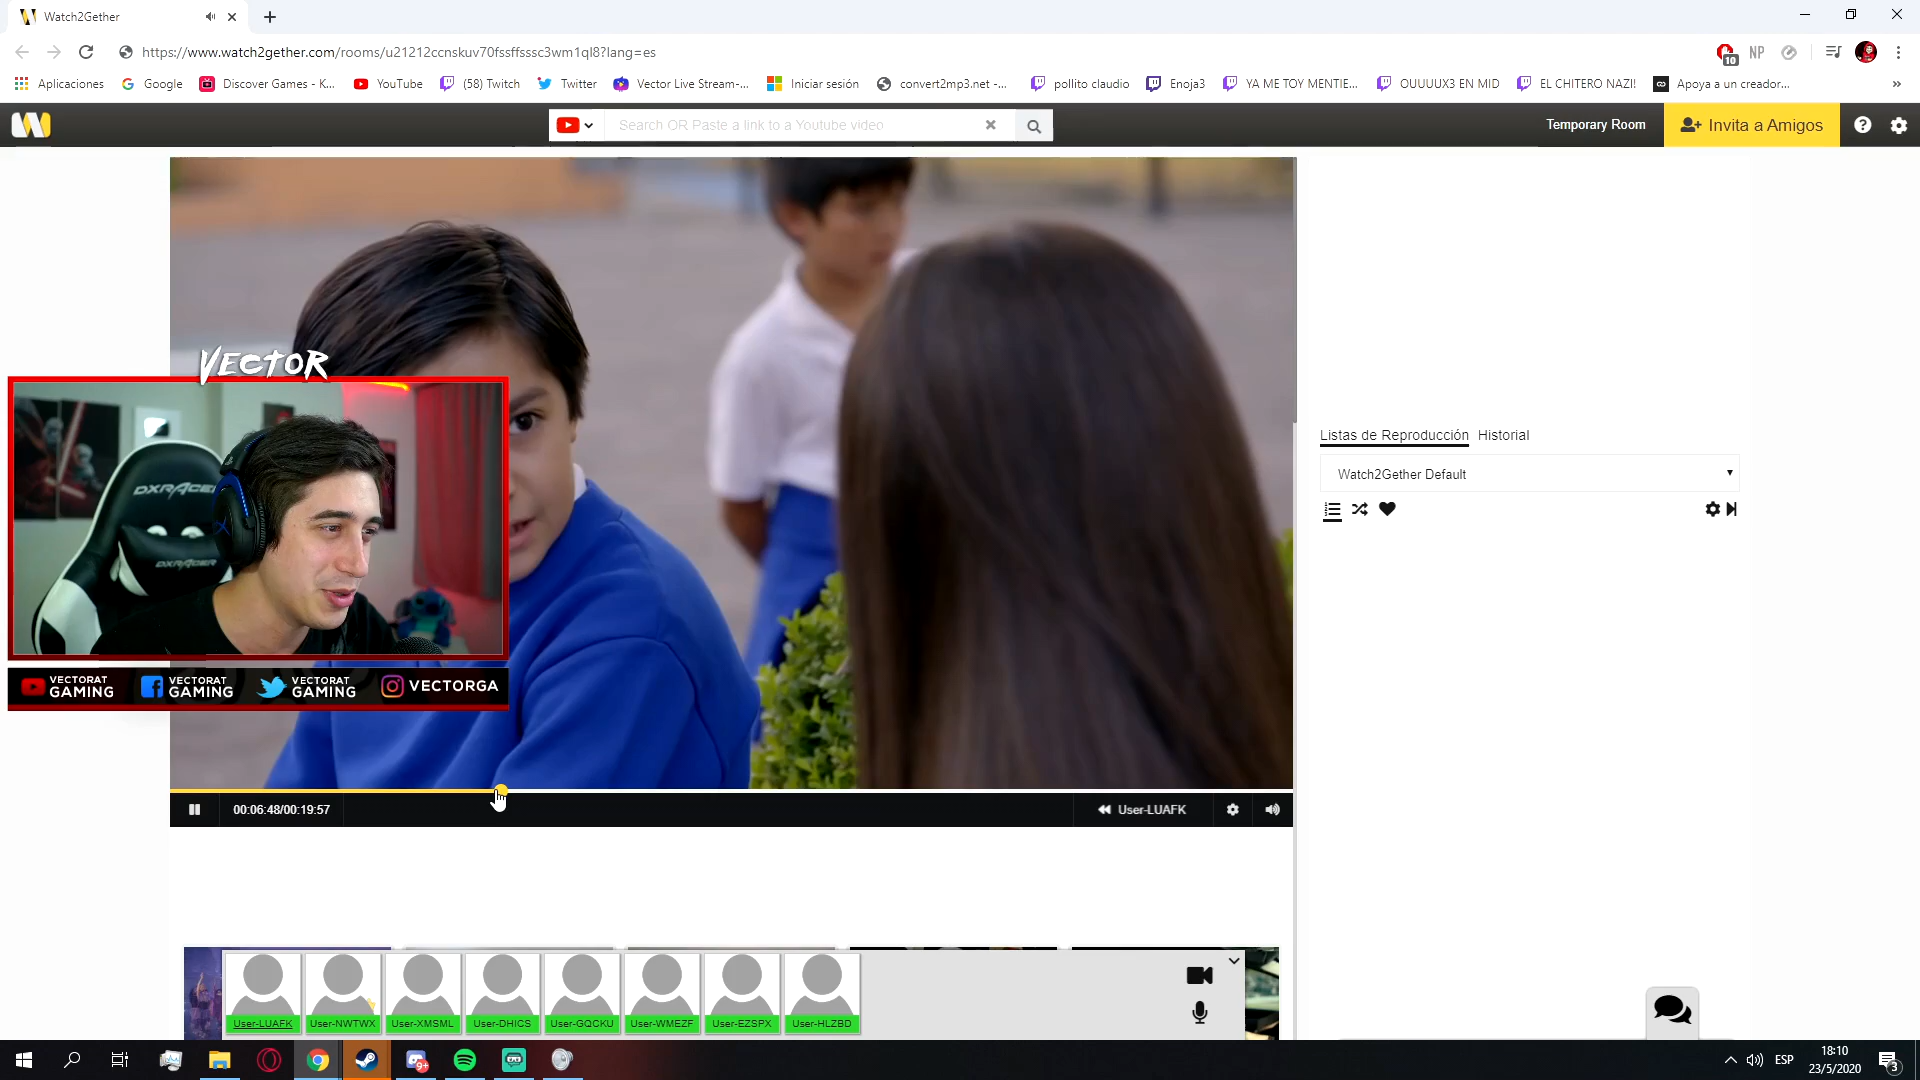 Watch2Gether
https://www.watch2gether.com/rooms/u21212ccnskuv70fssffsssc3wm1ql8?lang=es
10
NP
Aplicaciones
Google
Discover Games - K...
YouTube
(58) Twitch
Twitter
Vector Live Stream-...
Iniciar sesión
convert2mp3.net -...
pollito claudio
Enoja3
YA ME TOY MENTIE...
OUUUUX3 EN MID
EL CHITERO NAZI!
Apoya a un creador...
»
Search OR Paste a link to a Youtube video
Temporary Room
Invita a Amigos
VECTOR
DXRACER
DXRACER
VECTORAT GAMING
VECTORAT GAMING
VECTORAT GAMING
VECTORGA
Listas de Reproducción
Historial
Watch2Gether Default
00:06:48/00:19:57
User-LUAFK
User-LUAFK
User-NWTWX
User-XMSML
User-DHICS
User-GQCKU
User-WMEZF
User-EZSPX
User-HLZBD
9+
ESP
18:10
23/5/2020
3